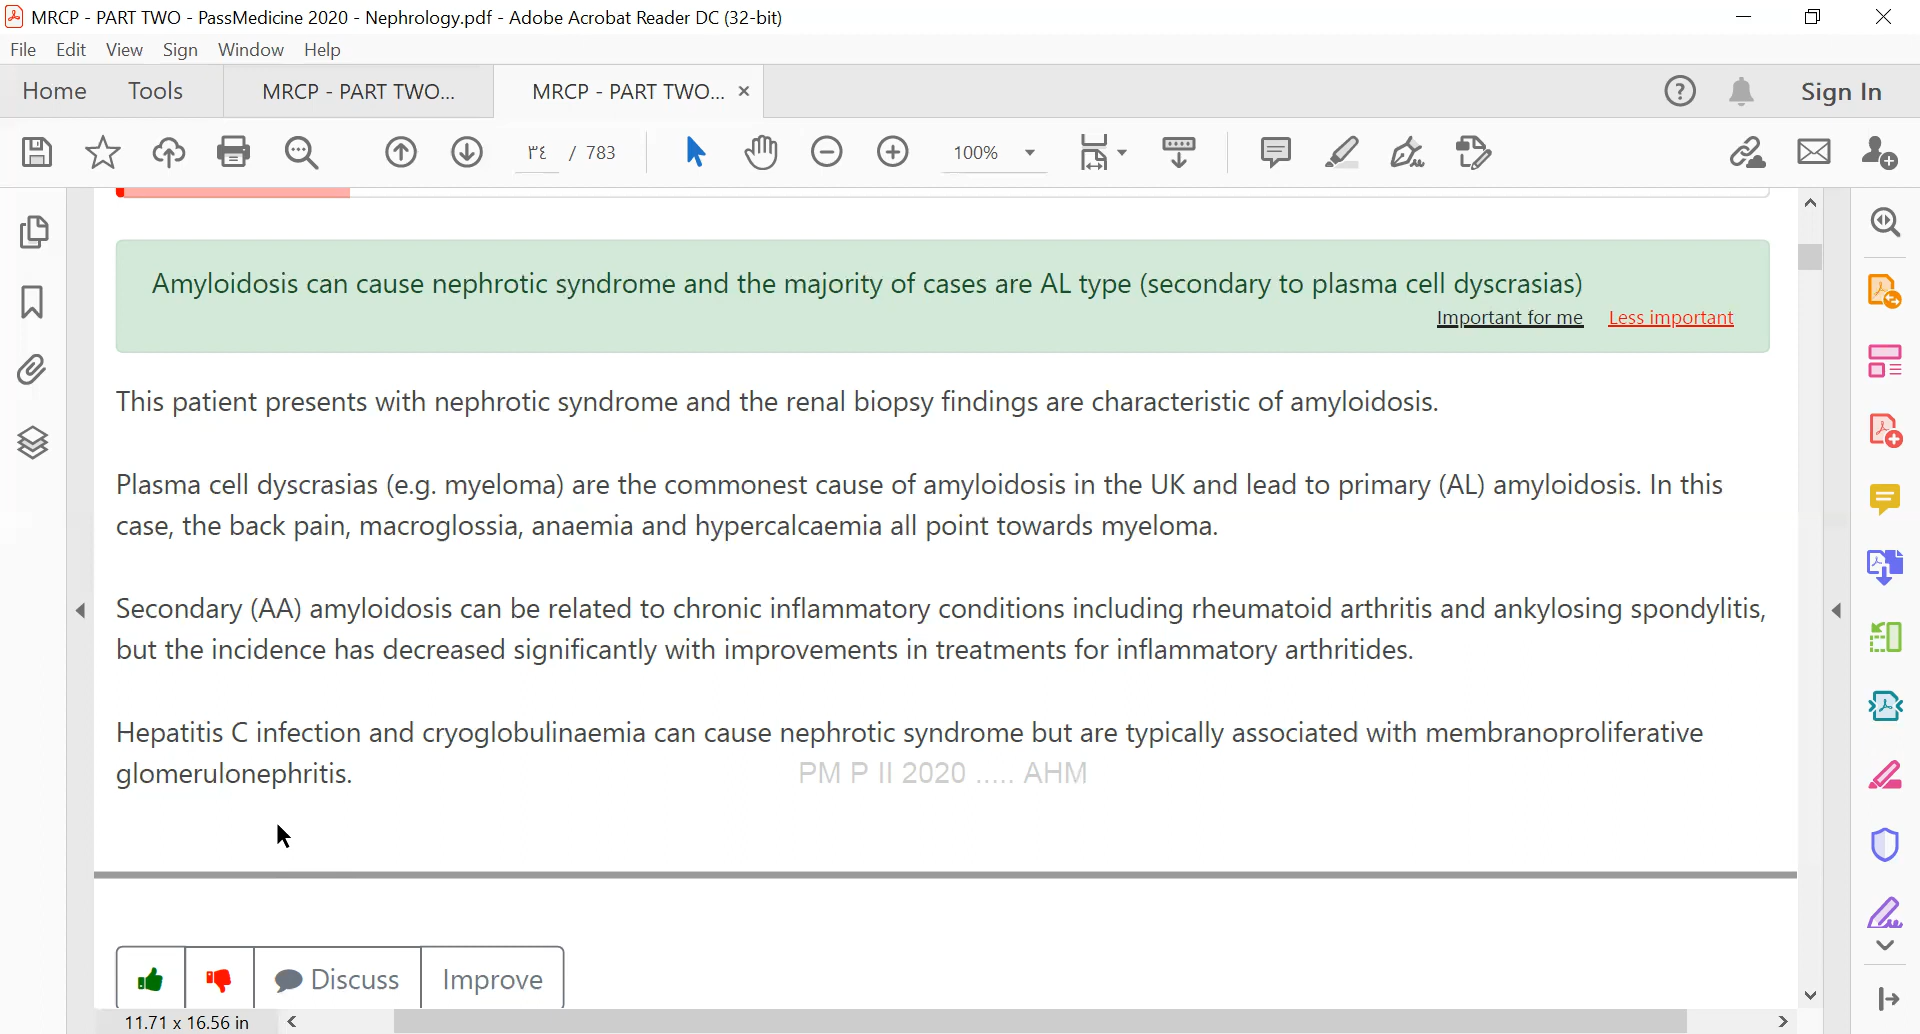 MRCP - PART TWO - PassMedicine 2020 - Nephrology.pdf - Adobe Acrobat Reader DC (32-bit)
File Edit View Sign Window Help
Home Tools MRCP - PART TWO... MRCP - PART TWO... × Sign In
٣٤ / 783 100%
Amyloidosis can cause nephrotic syndrome and the majority of cases are AL type (secondary to plasma cell dyscrasias)
Important for me Less important
This patient presents with nephrotic syndrome and the renal biopsy findings are characteristic of amyloidosis.
Plasma cell dyscrasias (e.g. myeloma) are the commonest cause of amyloidosis in the UK and lead to primary (AL) amyloidosis. In this
case, the back pain, macroglossia, anaemia and hypercalcaemia all point towards myeloma.
Secondary (AA) amyloidosis can be related to chronic inflammatory conditions including rheumatoid arthritis and ankylosing spondylitis,
but the incidence has decreased significantly with improvements in treatments for inflammatory arthritides.
Hepatitis C infection and cryoglobulinaemia can cause nephrotic syndrome but are typically associated with membranoproliferative
glomerulonephritis.
PM P II 2020 ..... AHM
Discuss Improve
11.71 x 16.56 in